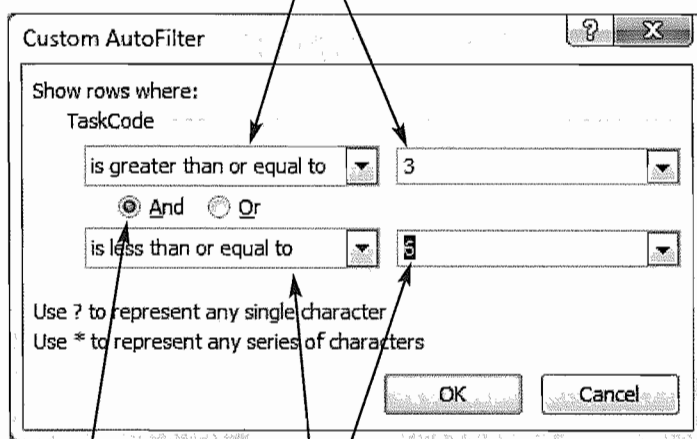 Custom AutoFilter
? X
Show rows where:
TaskCode
is greater than or equal to 3
And Or
is less than or equal to
Use ? to represent any single character
Use * to represent any series of characters
OK Cancel